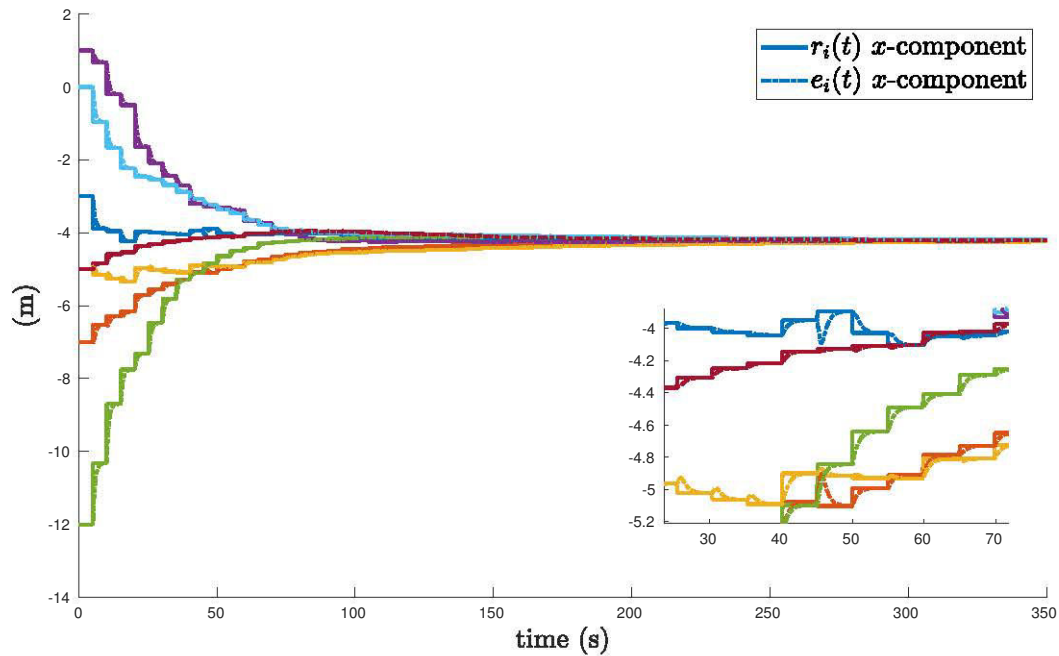 2
0
-2
-4
-6
-8
-10
-12
-14
(m)
0 50 100 150 200 250 300 350
time (s)
r_i(t) x-component
e_i(t) x-component
-4
-4.2
-4.4
-4.6
-4.8
-5
-5.2
30 40 50 60 70